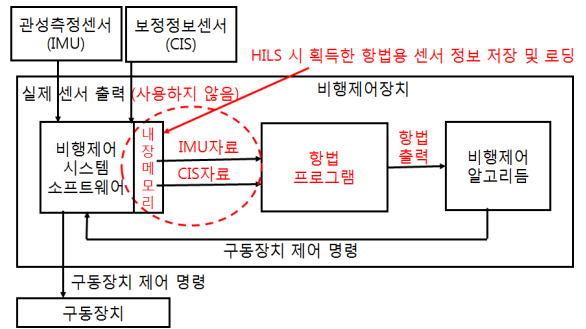 관성측정센서
(IMU)
보정정보센서
(CIS)
HILS 시 획득한 항법용 센서 정보 저장 및 로딩
실제 센서 출력 (사용하지 않음)
비행제어장치
비행제어
시스템
소프트웨어
내
장
메
모
리
IMU자료
CIS자료
항법
프로그램
항법
출력
비행제어
알고리듬
구동장치 제어 명령
구동장치 제어 명령
구동장치